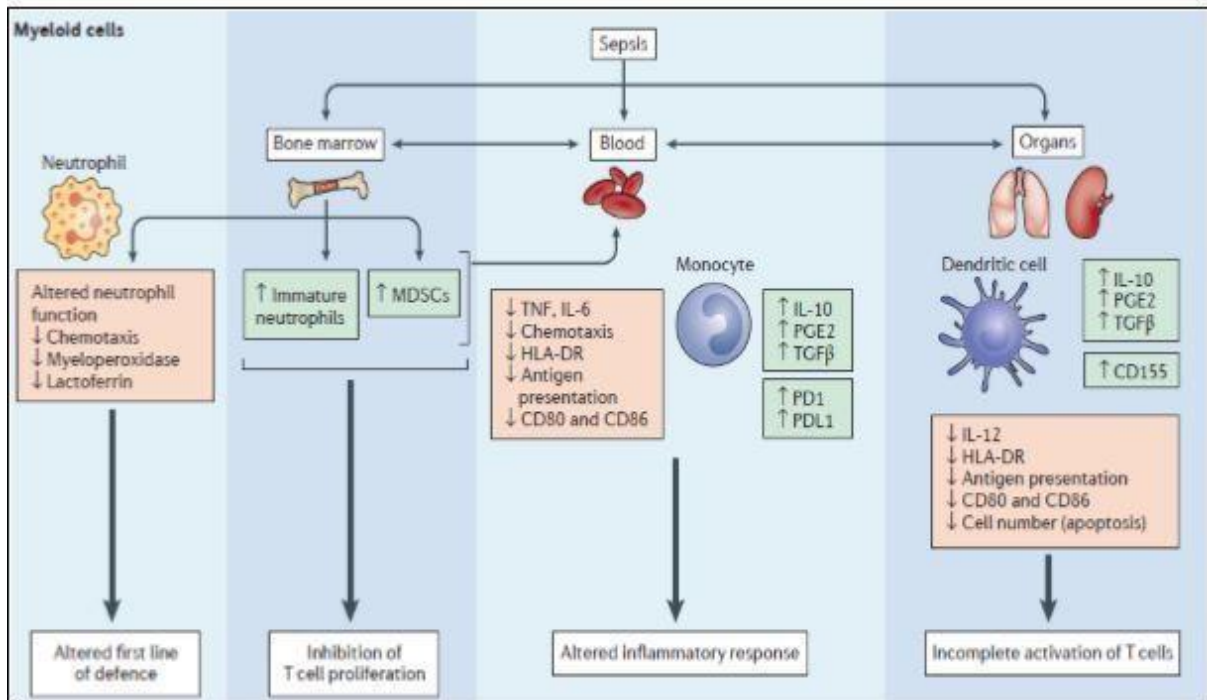 Myeloid cells
Sepsis
Bone marrow
Blood
Organs
Neutrophil
Altered neutrophil
function
↓ Chemotaxis
↓ Myeloperoxidase
↓ Lactoferrin
↑ Immature
neutrophils
↑ MDSCs
↓ TNF, IL-6
↓ Chemotaxis
↓ HLA-DR
↓ Antigen
presentation
↓ CD80 and CD86
Monocyte
↑ IL-10
↑ PGE2
↑ TGFβ
↑ PD1
↑ PDL1
Dendritic cell
↑ IL-10
↑ PGE2
↑ TGFβ
↑ CD155
↓ IL-12
↓ HLA-DR
↓ Antigen presentation
↓ CD80 and CD86
↓ Cell number (apoptosis)
Altered first line
of defence
Inhibition of
T cell proliferation
Altered inflammatory response
Incomplete activation of T cells